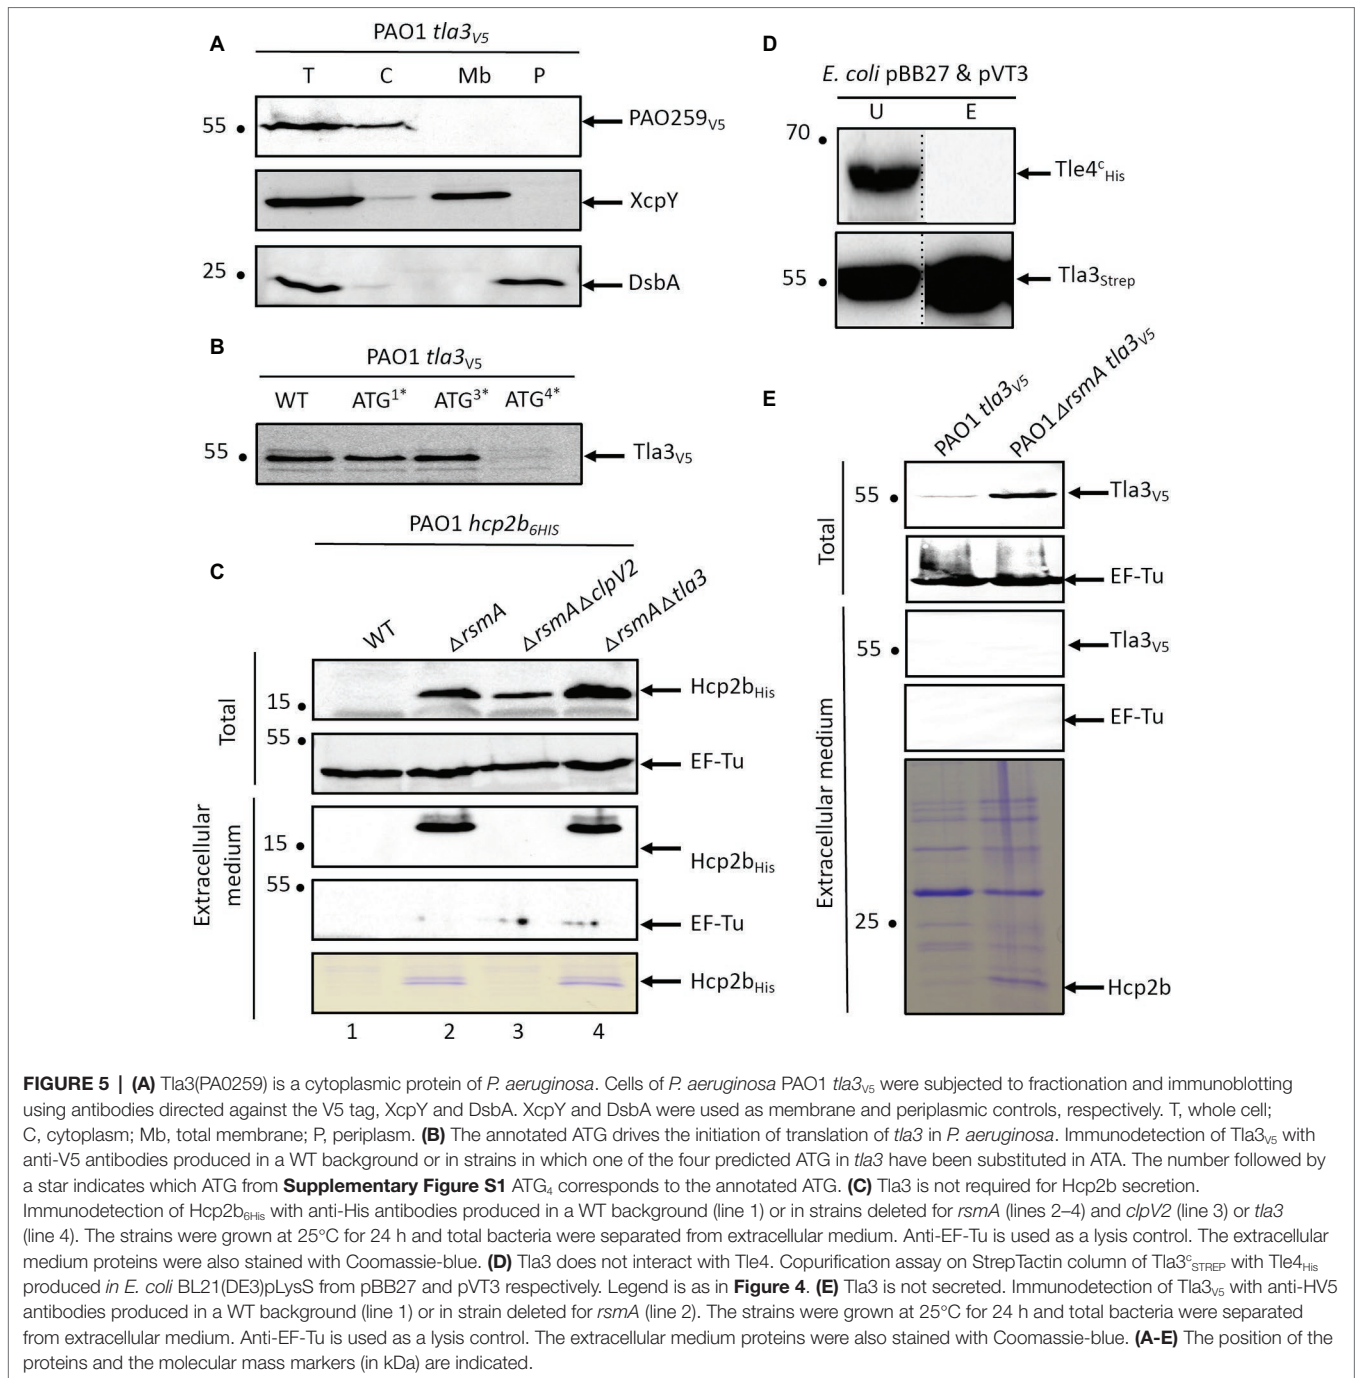 A
PAO1 tla3V5
T C Mb P
55 PAO259V5
XcpY
25 DsbA
B
PAO1 tla3V5
WT ATG1* ATG3* ATG4*
55 Tla3V5
PAO1 hcp2b6HIS
C
WT ΔrsmA ΔrsmAΔclpV2 ΔrsmAΔtla3
Total
15 Hcp2bHis
55 EF-Tu
Extracellular
medium
15 Hcp2bHis
55 EF-Tu
Hcp2bHis
1 2 3 4
D
E. coli pBB27 & pVT3
U E
70 Tle4cHis
55 Tla3Strep
E
PAO1 tla3V5 PAO1 ΔrsmA tla3V5
Total
55 Tla3V5
EF-Tu
Extracellular medium
55 Tla3V5
EF-Tu
25
Hcp2b
FIGURE 5 | (A) Tla3(PA0259) is a cytoplasmic protein of P. aeruginosa. Cells of P. aeruginosa PAO1 tla3V5 were subjected to fractionation and immunoblotting
using antibodies directed against the V5 tag, XcpY and DsbA. XcpY and DsbA were used as membrane and periplasmic controls, respectively. T, whole cell;
C, cytoplasm; Mb, total membrane; P, periplasm. (B) The annotated ATG drives the initiation of translation of tla3 in P. aeruginosa. Immunodetection of Tla3V5 with
anti-V5 antibodies produced in a WT background or in strains in which one of the four predicted ATG in tla3 have been substituted in ATA. The number followed by
a star indicates which ATG from Supplementary Figure S1 ATG4 corresponds to the annotated ATG. (C) Tla3 is not required for Hcp2b secretion.
Immunodetection of Hcp2b6His with anti-His antibodies produced in a WT background (line 1) or in strains deleted for rsmA (lines 2–4) and clpV2 (line 3) or tla3
(line 4). The strains were grown at 25°C for 24 h and total bacteria were separated from extracellular medium. Anti-EF-Tu is used as a lysis control. The extracellular
medium proteins were also stained with Coomassie-blue. (D) Tla3 does not interact with Tle4. Copurification assay on StrepTactin column of Tla3cSTREP with Tle4His
produced in E. coli BL21(DE3)pLysS from pBB27 and pVT3 respectively. Legend is as in Figure 4. (E) Tla3 is not secreted. Immunodetection of Tla3V5 with anti-HV5
antibodies produced in a WT background (line 1) or in strain deleted for rsmA (line 2). The strains were grown at 25°C for 24 h and total bacteria were separated
from extracellular medium. Anti-EF-Tu is used as a lysis control. The extracellular medium proteins were also stained with Coomassie-blue. (A-E) The position of the
proteins and the molecular mass markers (in kDa) are indicated.